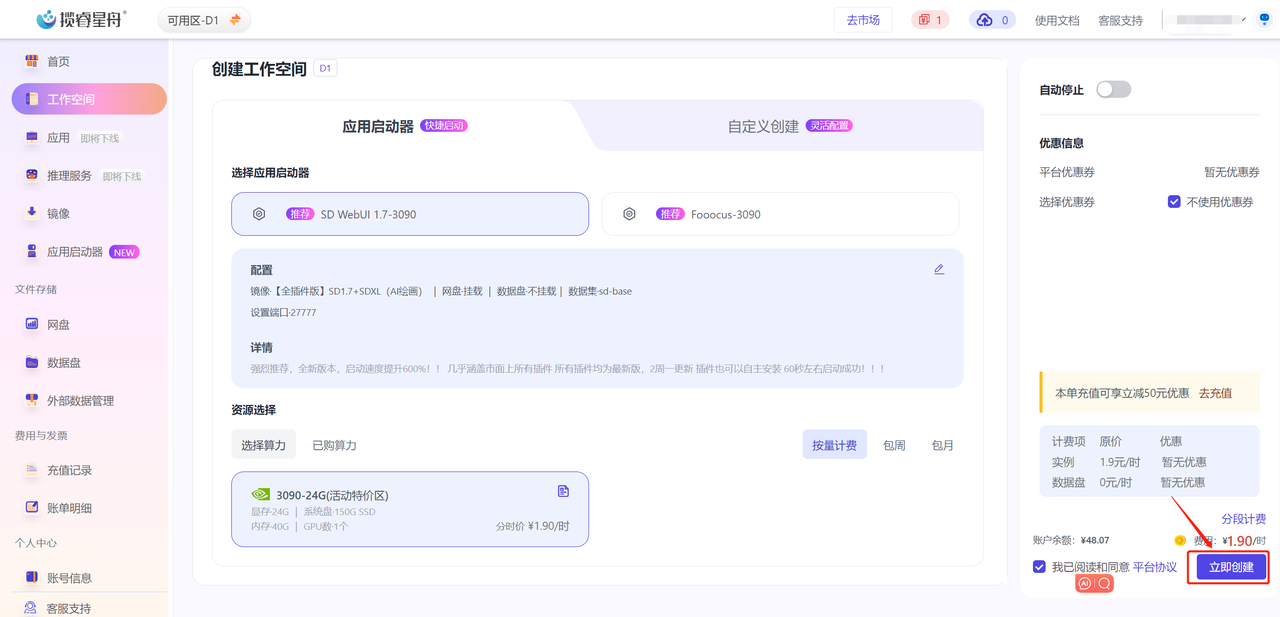 揽睿星舟
可用区-D1
去市场
1
0
使用文档
客服支持
首页
工作空间
应用 即将下线
推理服务 即将下线
镜像
应用启动器 NEW
文件存储
网盘
数据盘
外部数据管理
费用与发票
充值记录
账单明细
个人中心
账号信息
客服支持
创建工作空间 D1
应用启动器 快捷启动
自定义创建 灵活配置
选择应用启动器
推荐 SD WebUI 1.7-3090
推荐 Fooocus-3090
配置
镜像·【全插件版】SD1.7+SDXL（AI绘画） | 网盘·挂载 | 数据盘·不挂载 | 数据集·sd-base
设置端口·27777
详情
强烈推荐，全新版本，启动速度提升600%！！ 几乎涵盖市面上所有插件 所有插件均为最新版，2周一更新 插件也可以自主安装 60秒左右启动成功！！！
资源选择
选择算力 已购算力
按量计费 包周 包月
3090-24G(活动特价区)
显存·24G | 系统盘·150G SSD
内存·40G | GPU数·1个
分时价 ¥1.90/时
自动停止
优惠信息
平台优惠券 暂无优惠券
选择优惠券 不使用优惠券
本单充值可享立减50元优惠 去充值
计费项 原价 优惠
实例 1.9元/时 暂无优惠
数据盘 0元/时 暂无优惠
分段计费
账户余额: ¥48.07
费用: ¥1.90/时
我已阅读和同意 平台协议
立即创建
AI